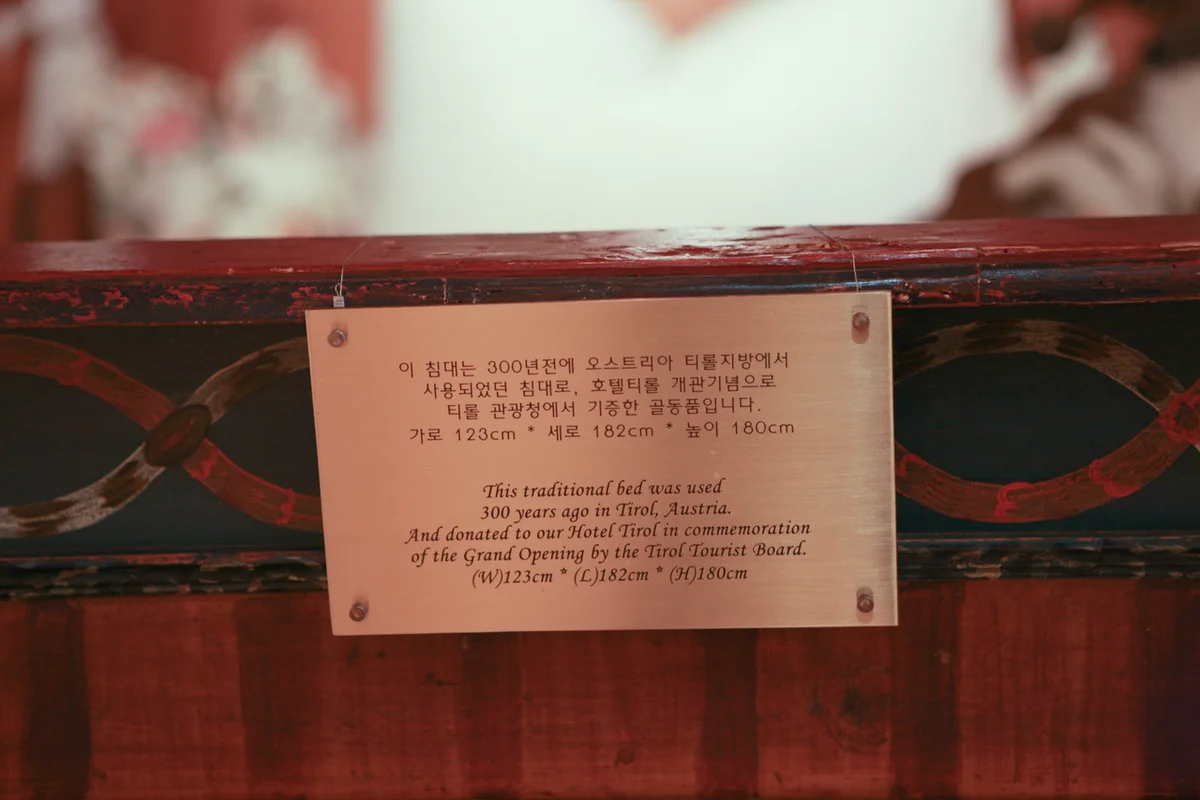 이 침대는 300년전에 오스트리아 티롤지방에서
사용되었던 침대로, 호텔티롤 개관기념으로
티롤 관광청에서 기증한 골동품입니다.
가로 123cm * 세로 182cm * 높이 180cm
This traditional bed was used
300 years ago in Tirol, Austria.
And donated to our Hotel Tirol in commemoration
of the Grand Opening by the Tirol Tourist Board.
(W)123cm * (L)182cm * (H)180cm